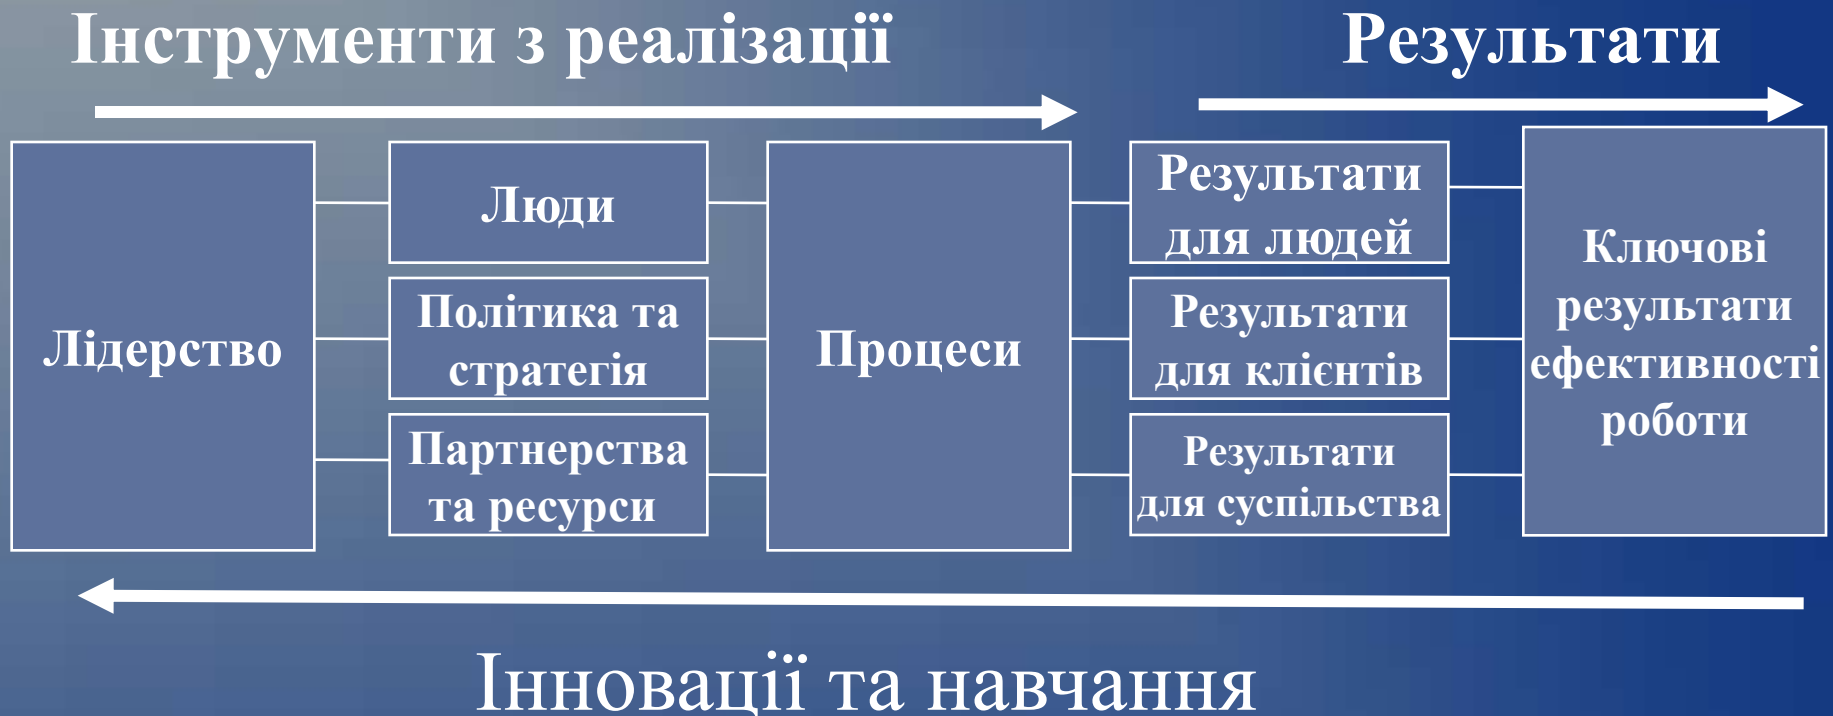 Інструменти з реалізації
Результати
Лідерство
Люди
Політика та
стратегія
Партнерства
та ресурси
Процеси
Результати
для людей
Результати
для клієнтів
Результати
для суспільства
Ключові
результати
ефективності
роботи
Інновації та навчання